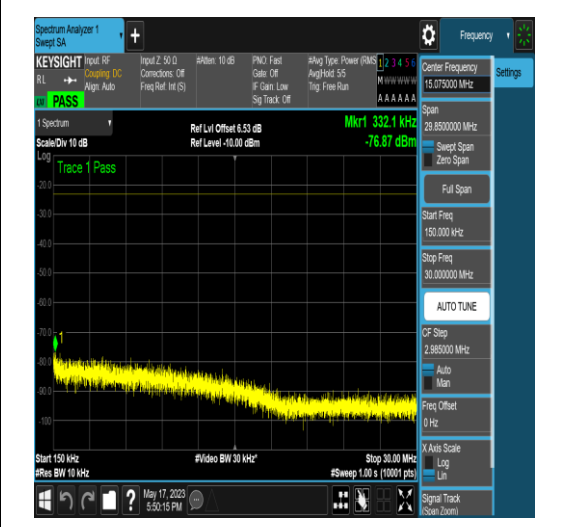 Spectrum Analyzer 1
Swept SA
Frequency
KEYSIGHT
RL
PASS
Input: RF
Coupling: DC
Align: Auto
Input Z: 50 Ω
Corrections: Off
Freq Ref: Int (S)
#Atten: 10 dB
PNO: Fast
Gate: Off
IF Gain: Low
Sig Track: Off
#Avg Type: Power (RMS
Avg|Hold: 5/5
Trig: Free Run
1 2 3 4 5 6
M W W W W W
A A A A A A
Center Frequency
15.075000 MHz
Settings
Span
29.8500000 MHz
Swept Span
Zero Span
Full Span
Start Freq
150.000 kHz
Stop Freq
30.000000 MHz
AUTO TUNE
CF Step
2.985000 MHz
Auto
Man
Freq Offset
0 Hz
X Axis Scale
Log
Lin
Signal Track
(Span Zoom)
1 Spectrum
Scale/Div 10 dB
Ref Lvl Offset 6.53 dB
Ref Level -10.00 dBm
Mkr1 332.1 kHz
-76.87 dBm
Log
Trace 1 Pass
-20.0
-30.0
-40.0
-50.0
-60.0
-70.0
1
-80.0
-90.0
-100
Start 150 kHz
#Video BW 30 kHz*
Stop 30.00 MHz
#Res BW 10 kHz
#Sweep 1.00 s (10001 pts)
?
May 17, 2023
5:50:15 PM